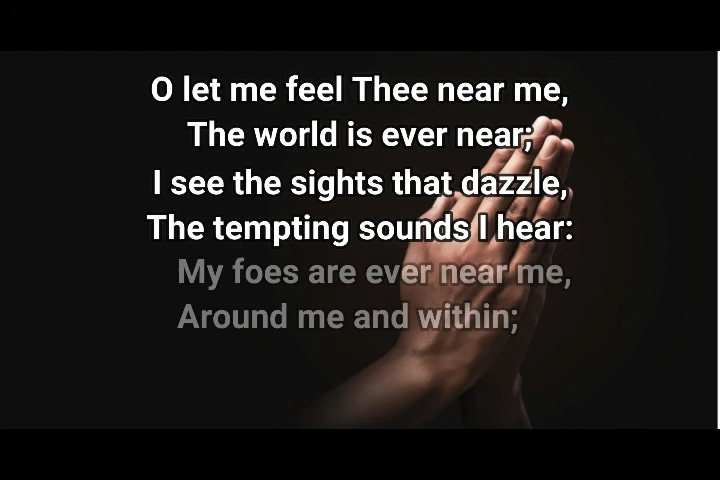 O let me feel Thee near me,
The world is ever near;
I see the sights that dazzle,
The tempting sounds I hear:
My foes are ever near me,
Around me and within;